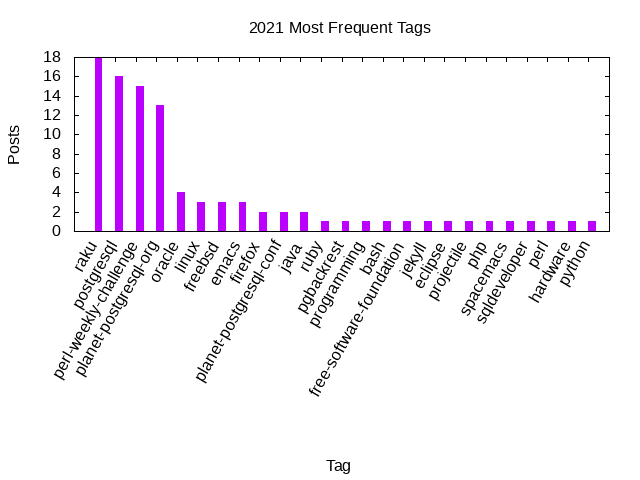 2021 Most Frequent Tags
Posts
18
16
14
12
10
8
6
4
2
0
raku
postgresql
perl-weekly-challenge
planet-postgresql-org
oracle
linux
freebsd
emacs
firefox
planet-postgresql-conf
java
ruby
pgbackrest
programming
bash
free-software-foundation
jekyll
eclipse
projectile
php
spacemacs
sqldeveloper
perl
hardware
python
Tag